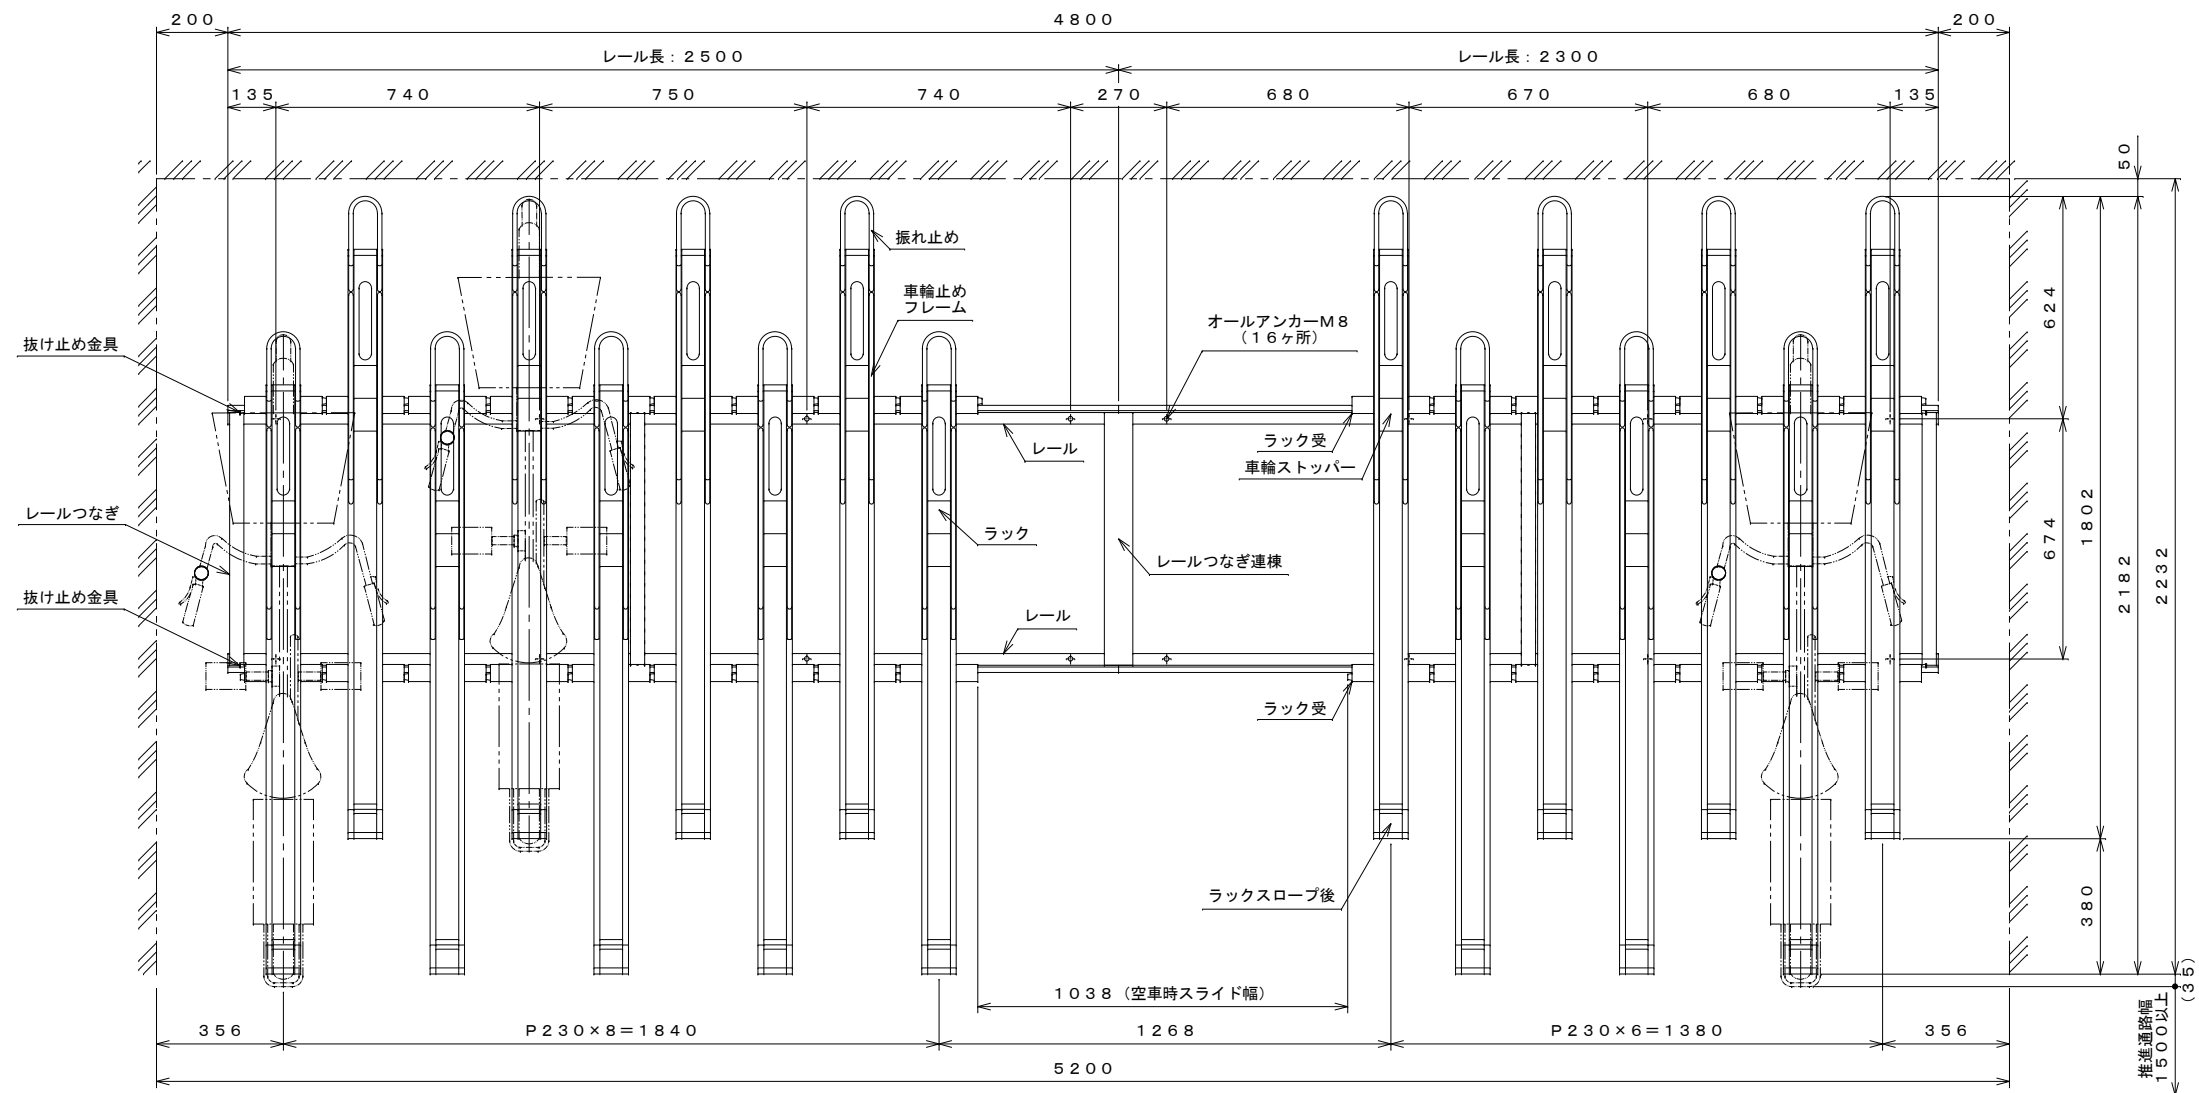 ２００
４８００
２００
レール長：２５００
レール長：２３００
１３５
７４０
７５０
７４０
２７０
６８０
６７０
６８０
１３５
５０
振れ止め
車輪止め
フレーム
オールアンカーＭ８
（１６ヶ所）
抜け止め金具
６２４
ラック受
レール
車輪ストッパー
レールつなぎ
ラック
レールつなぎ連棟
６７４
１８０２
２１８２
２２３２
抜け止め金具
レール
ラック受
ラックスロープ後
３８０
（３５）
１０３８（空車時スライド幅）
推進通路幅
１５００以上
３５６
Ｐ２３０×８＝１８４０
１２６８
Ｐ２３０×６＝１３８０
３５６
５２００